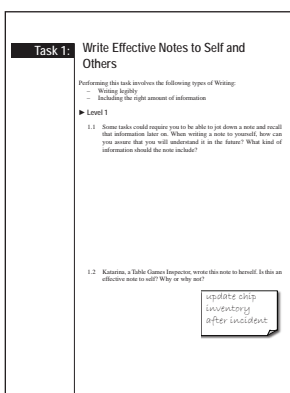 Task 1:
Write Effective Notes to Self and
Others
Performing this task involves the following types of Writing:
– Writing legibly
– Including the right amount of information
► Level 1
1.1 Some tasks could require you to be able to jot down a note and recall
that information later on. When writing a note to yourself, how can
you assure that you will understand it in the future? What kind of
information should the note include?
1.2 Katarina, a Table Games Inspector, wrote this note to herself. Is this an
effective note to self? Why or why not?
update chip
inventory
after incident